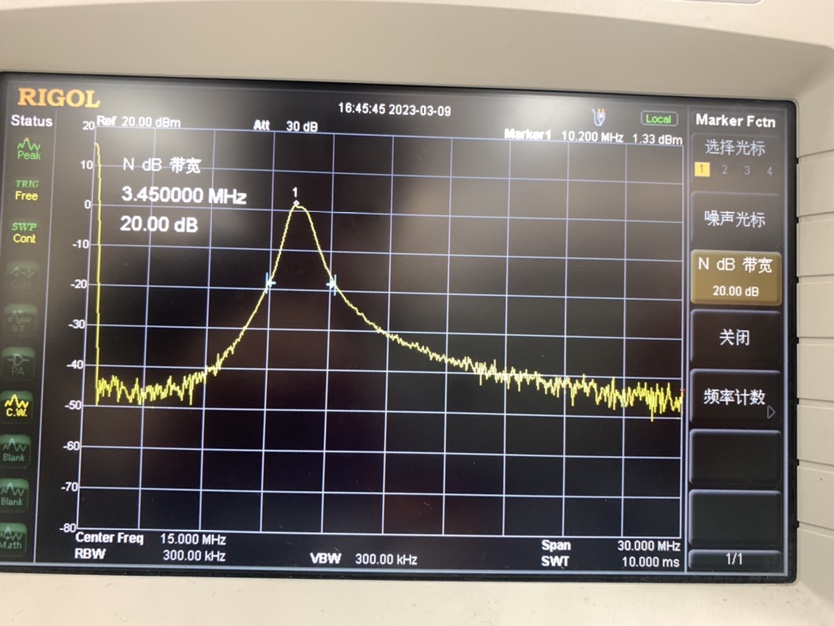 RIGOL
16:45:45 2023-03-09
Local
Marker Fctn
Status
Ref 20.00 dBm
Att 30 dB
Marker1 10.200 MHz 1.33 dBm
选择光标
1 2 3 4
Peak
TRIG
Free
SWP
Cont
PA
C.W.
Blank
Blank
Math
20
10
0
-10
-20
-30
-40
-50
-60
-70
-80
N dB 带宽
3.450000 MHz
20.00 dB
1
噪声光标
N dB 带宽
20.00 dB
关闭
频率计数
1/1
Center Freq 15.000 MHz
Span 30.000 MHz
RBW 300.00 kHz
VBW 300.00 kHz
SWT 10.000 ms